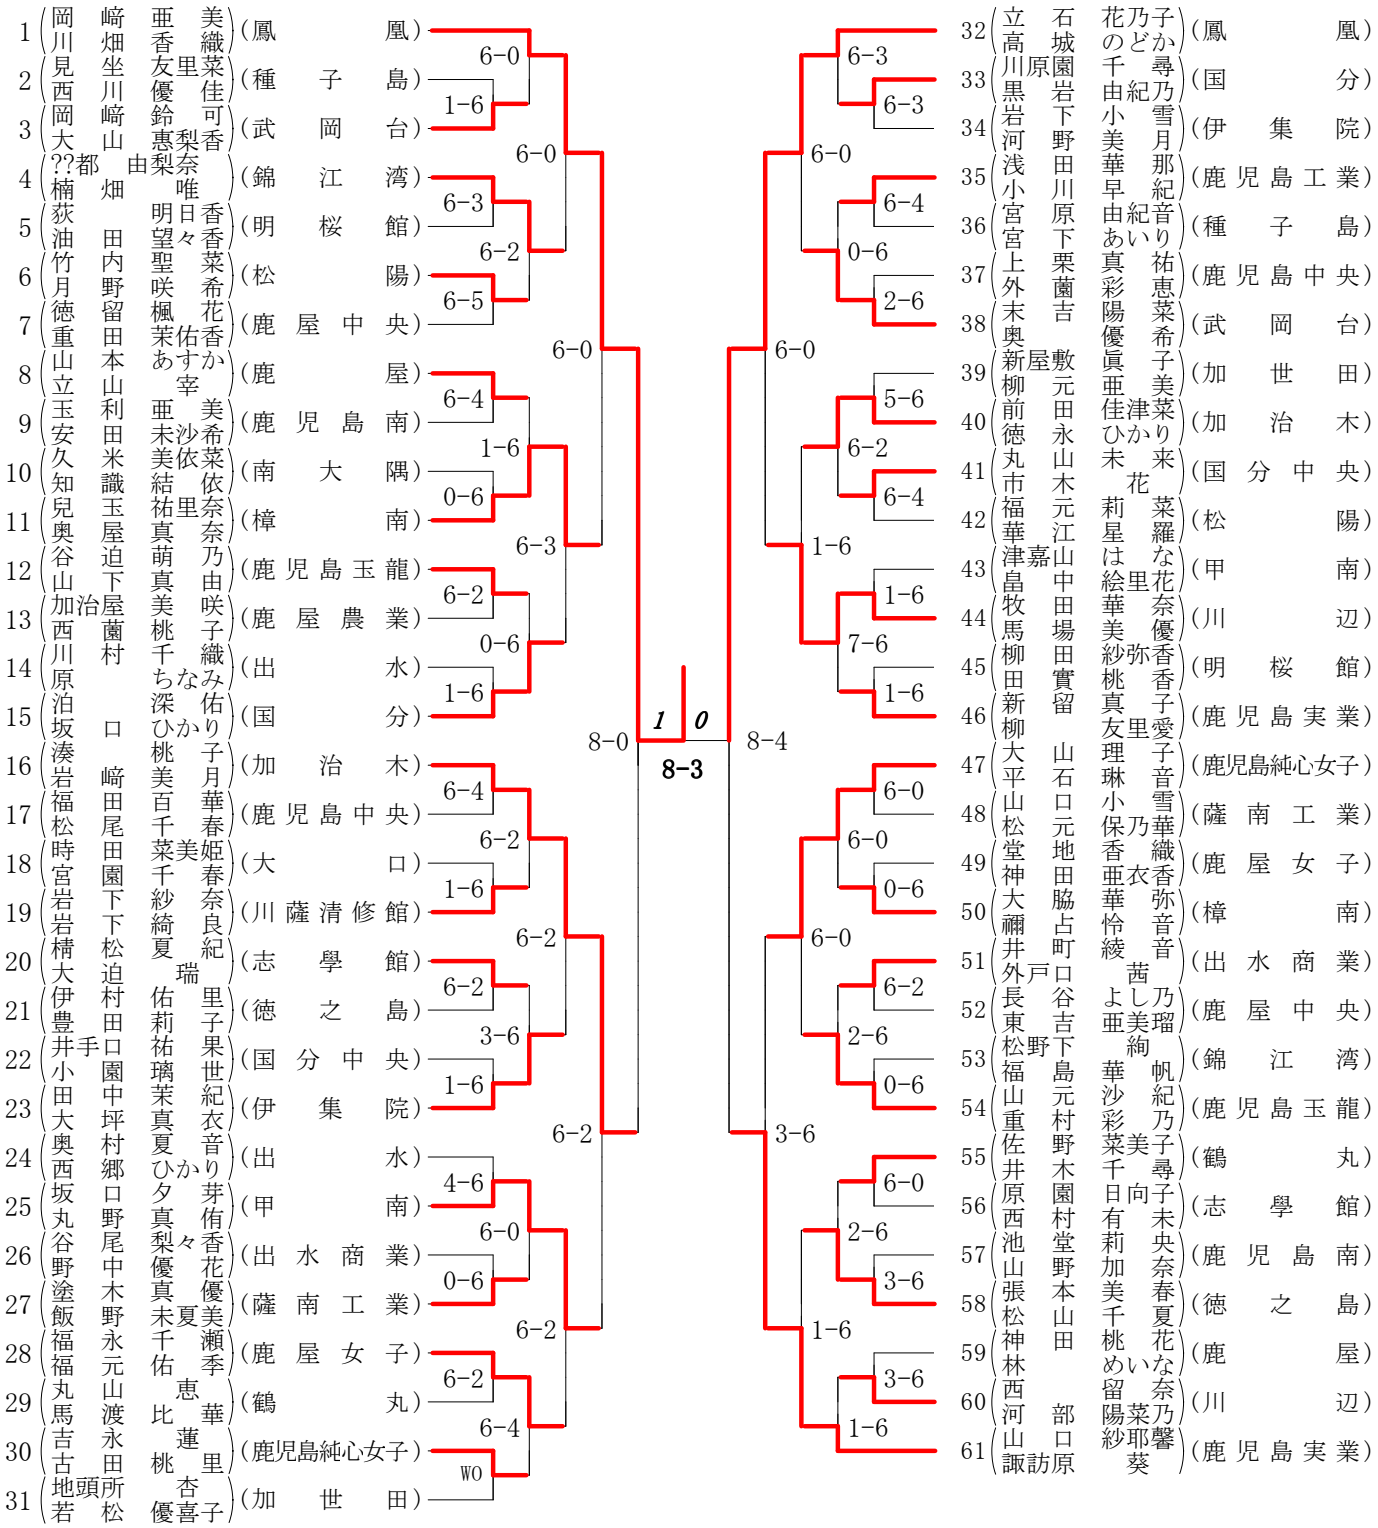 1 岡﨑 亜美 川畑 香織 (鳳凰)
2 見坐 友里菜 西川 優佳 (種子島)
3 岡﨑 鈴可 大山 惠梨香 (武岡台)
4 ??都 由梨奈 楠畑 唯 (錦江湾)
5 荻 明日香 油田 望々香 (明桜館)
6 竹内 聖菜 月野 咲希 (松陽)
7 徳留 楓花 重田 茉佑香 (鹿屋中央)
8 山本 あすか 立山 宰 (鹿屋)
9 玉利 亜美 安田 未沙希 (鹿児島南)
10 久米 美依菜 知識 結依 (南大隅)
11 兒玉 祐里奈 奥屋 真奈 (樟南)
12 谷迫 萌乃 山下 真由 (鹿児島玉龍)
13 加治屋 美咲 西薗 桃子 (鹿屋農業)
14 川村 千織 原 ちなみ (出水)
15 泊 深佑 坂口 ひかり (国分)
16 湊 桃子 岩﨑 美月 (加治木)
17 福田 百華 松尾 千春 (鹿児島中央)
18 時田 菜美姫 宮園 千春 (大口)
19 岩下 紗奈 岩下 綺良 (川薩清修館)
20 楠松 夏紀 大迫 瑞 (志學館)
21 伊村 佑里 豊田 莉子 (徳之島)
22 井手口 祐果 小園 璃世 (国分中央)
23 田中 茉紀 大坪 真衣 (伊集院)
24 奥村 夏音 西郷 ひかり (出水)
25 坂口 夕芽 丸野 真侑 (甲南)
26 谷尾 梨々香 野中 優花 (出水商業)
27 塗木 真優 飯野 未夏美 (薩南工業)
28 福永 千瀬 福元 佑季 (鹿屋女子)
29 丸山 恵 馬渡 比華 (鶴丸)
30 吉永 蓮 古田 桃里 (鹿児島純心女子)
31 地頭所 杏 若松 優喜子 (加世田)
6-0
1-6
6-0
6-3
6-2
6-5
6-0
6-4
1-6
0-6
6-3
6-2
0-6
1-6
8-0
6-4
6-2
1-6
6-2
6-2
3-6
1-6
6-2
4-6
6-0
0-6
6-2
6-2
6-4
WO
1 0
8-3
6-3
6-3
6-0
6-4
0-6
2-6
6-0
5-6
6-2
6-4
1-6
1-6
7-6
1-6
8-4
6-0
6-0
0-6
6-0
6-2
2-6
0-6
3-6
6-0
2-6
3-6
1-6
3-6
1-6
32 立石 花乃子 高城 のどか (鳳凰)
33 川原園 千尋 黒岩 由紀乃 (国分)
34 岩下 小雪 河野 美月 (伊集院)
35 浅田 華那 小川 早紀 (鹿児島工業)
36 宮原 由紀音 宮下 あいり (種子島)
37 上栗 真祐 外薗 彩恵 (鹿児島中央)
38 末吉 陽菜 奥 優希 (武岡台)
39 新屋敷 眞子 柳元 亜美 (加世田)
40 前田 佳津菜 徳永 ひかり (加治木)
41 丸山 未来 市木 花 (国分中央)
42 福元 莉菜 華江 星羅 (松陽)
43 津嘉山 はな 畠中 絵里花 (甲南)
44 牧田 華奈 馬場 美優 (川辺)
45 柳田 紗弥香 田實 桃香 (明桜館)
46 新留 真子 柳 友里愛 (鹿児島実業)
47 大山 理子 平石 琳音 (鹿児島純心女子)
48 山口 小雪 松元 保乃華 (薩南工業)
49 堂地 香織 神田 亜衣香 (鹿屋女子)
50 大脇 華弥 禰占 怜音 (樟南)
51 井町 綾音 外戸口 茜 (出水商業)
52 長谷 よし乃 東吉 亜美瑠 (鹿屋中央)
53 松野下 絢 福島 華帆 (錦江湾)
54 山元 沙紀 重村 彩乃 (鹿児島玉龍)
55 佐野 菜美子 井木 千尋 (鶴丸)
56 原園 日向子 西村 有未 (志學館)
57 池堂 莉央 山野 加奈 (鹿児島南)
58 張本 美春 松山 千夏 (徳之島)
59 神田 桃花 林 めいな (鹿屋)
60 西 留奈 河部 陽菜乃 (川辺)
61 山口 紗耶馨 諏訪原 葵 (鹿児島実業)